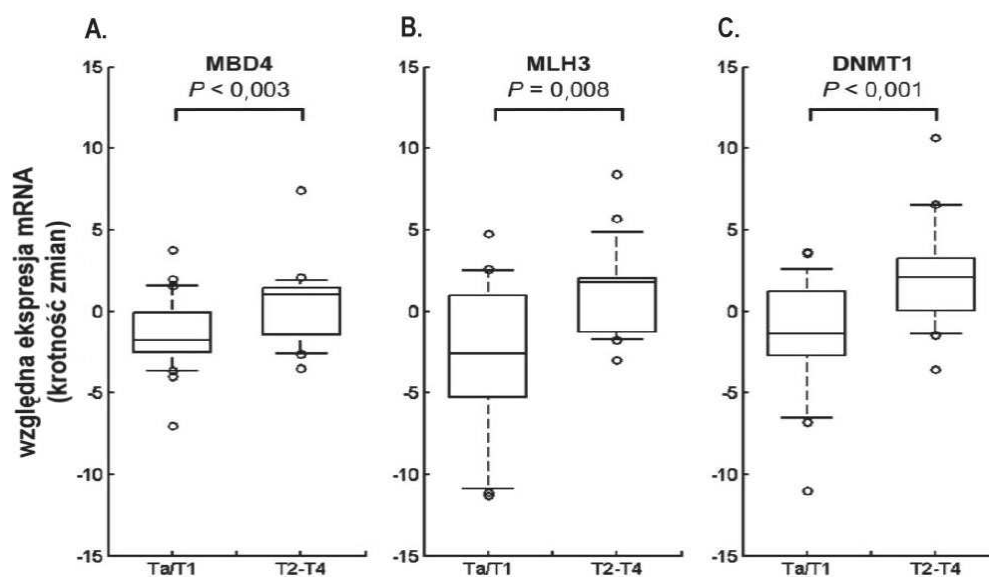 A.
MBD4
P < 0,003
15
10
5
0
-5
-10
-15
Ta/T1
T2-T4
B.
MLH3
P = 0,008
15
10
5
0
-5
-10
-15
Ta/T1
T2-T4
C.
DNMT1
P < 0,001
15
10
5
0
-5
-10
-15
Ta/T1
T2-T4
względna ekspresja mRNA
(krotność zmian)